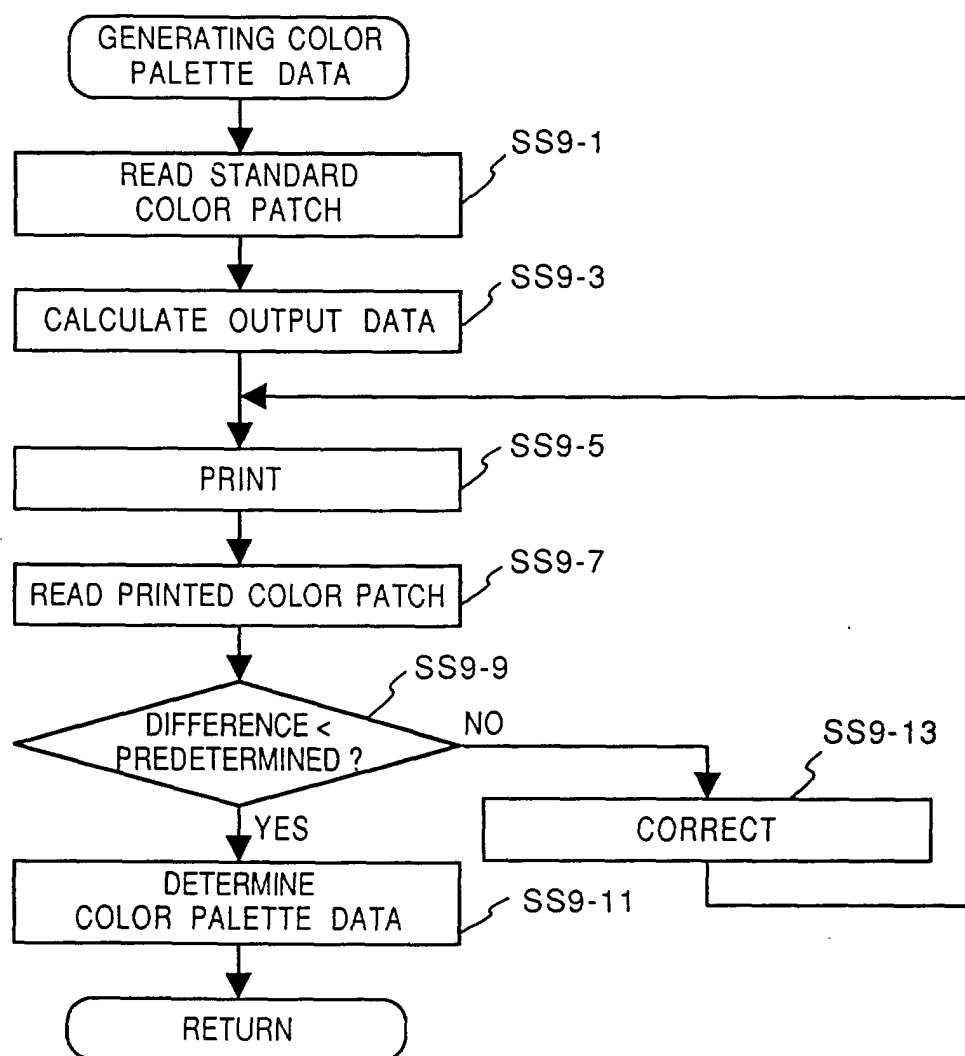 GENERATING COLOR
PALETTE DATA
SS9-1
READ STANDARD
COLOR PATCH
SS9-3
CALCULATE OUTPUT DATA
SS9-5
PRINT
SS9-7
READ PRINTED COLOR PATCH
SS9-9
DIFFERENCE <
PREDETERMINED ?
NO
SS9-13
CORRECT
YES
DETERMINE
COLOR PALETTE DATA
SS9-11
RETURN